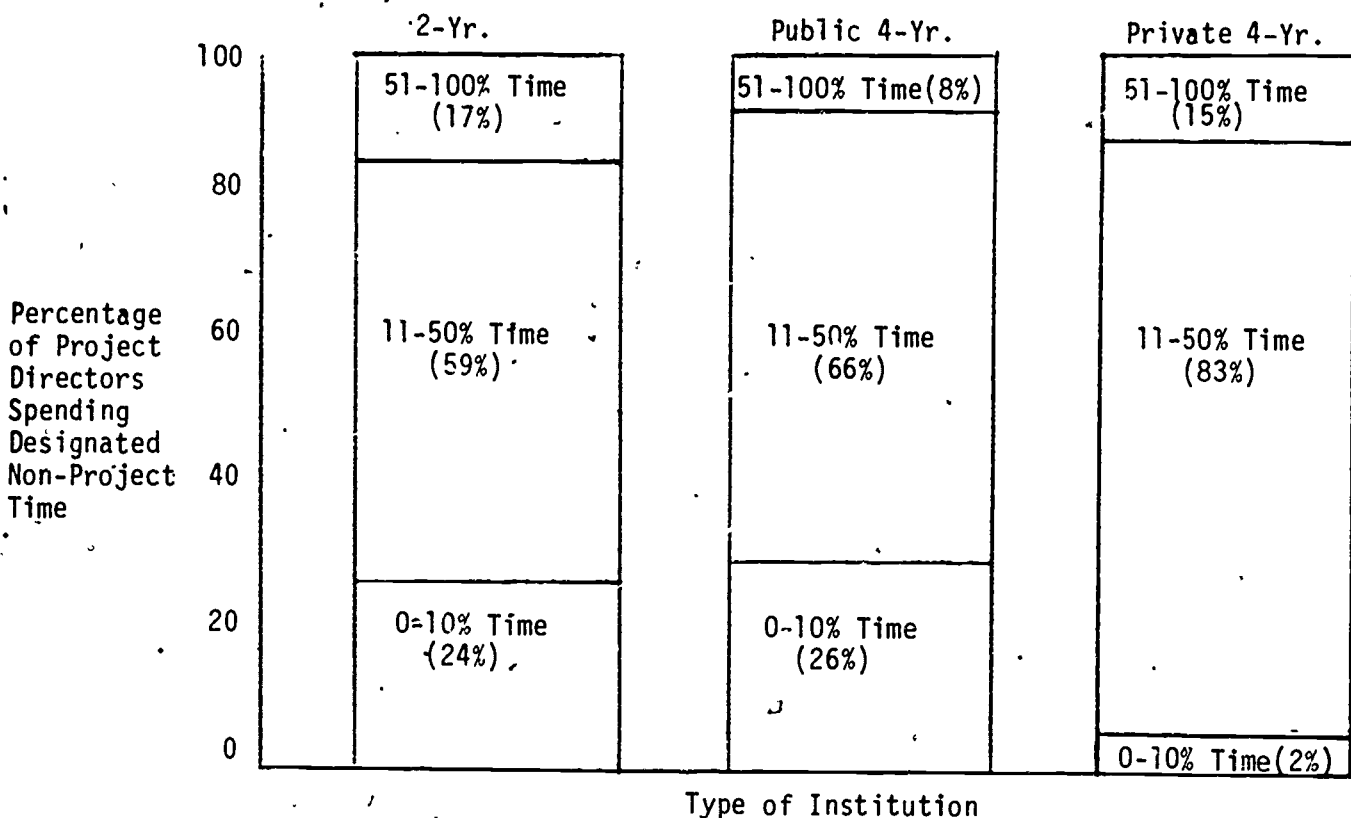 2-Yr.
Public 4-Yr.
Private 4-Yr.
100
80
60
40
20
0
Percentage
of Project
Directors
Spending
Designated
Non-Project
Time
51-100% Time
(17%)
11-50% Time
(59%)
0-10% Time
(24%)
51-100% Time(8%)
11-50% Time
(66%)
0-10% Time
(26%)
51-100% Time
(15%)
11-50% Time
(83%)
0-10% Time(2%)
Type of Institution